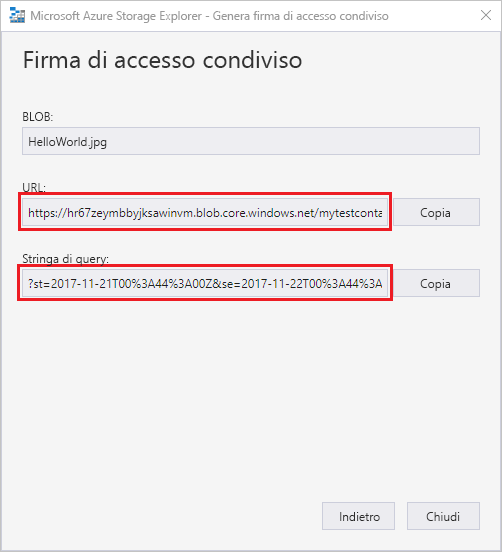 Microsoft Azure Storage Explorer - Genera firma di accesso condiviso
Firma di accesso condiviso
BLOB:
HelloWorld.jpg
URL:
https://hr67zeymbbyjksawinvm.blob.core.windows.net/mytestconta
Copia
Stringa di query:
?st=2017-11-21T00%3A44%3A00Z&se=2017-11-22T00%3A44%3A
Copia
Indietro
Chiudi